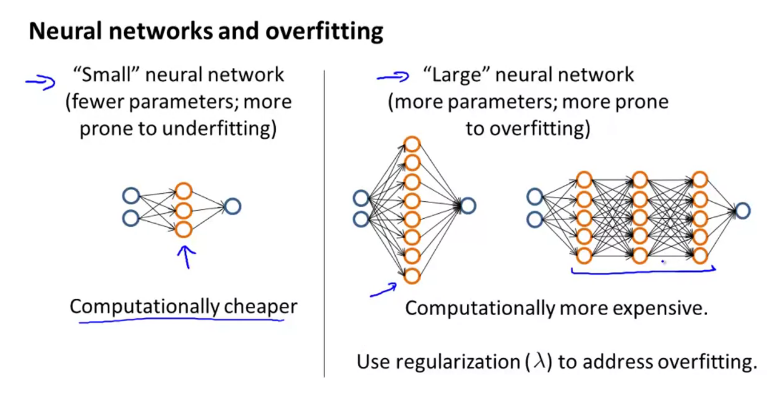 Neural networks and overfitting
“Small” neural network
(fewer parameters; more
prone to underfitting)
Computationally cheaper
“Large” neural network
(more parameters; more prone
to overfitting)
Computationally more expensive.
Use regularization (λ) to address overfitting.